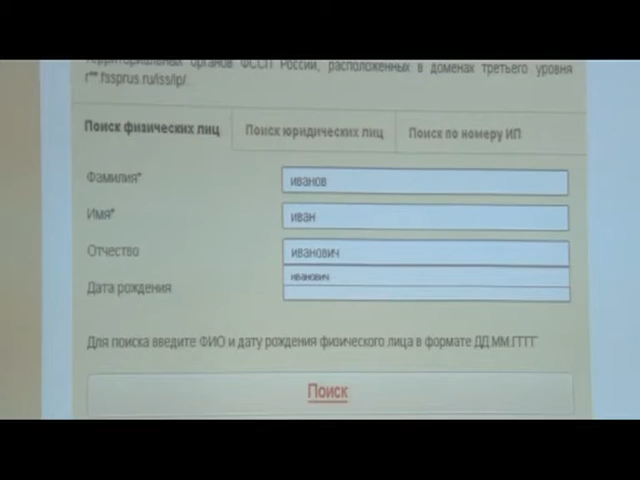 территориальных органов ФССП России, расположенных в доменах третьего уровня
r**.fssprus.ru/iss/ip/.
Поиск физических лиц
Поиск юридических лиц
Поиск по номеру ИП
Фамилия*
иванов
Имя*
иван
Отчество
иванович
иванович
Дата рождения
Для поиска введите ФИО и дату рождения физического лица в формате ДД.ММ.ГГГГ
Поиск